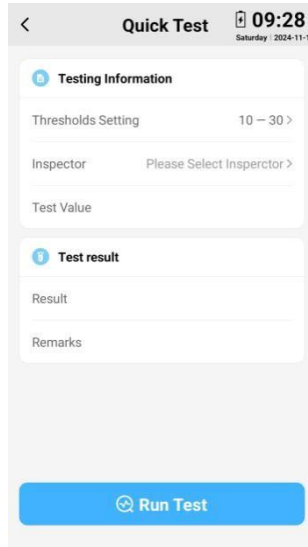 Quick Test
09:28
Saturday 2024-11-1
Testing Information
Thresholds Setting 10 — 30 >
Inspector Please Select Insperctor >
Test Value
Test result
Result
Remarks
Run Test